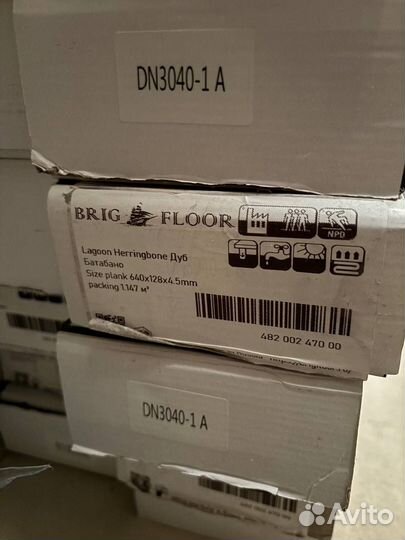 DN3040-1 A
BRIG FLOOR
NPD
Lagoon Herringbone Дуб
Батабано
Size plank 640x128x4.5mm
packing 1.147 м²
482 002 470 00
DN3040-1 A
Avito